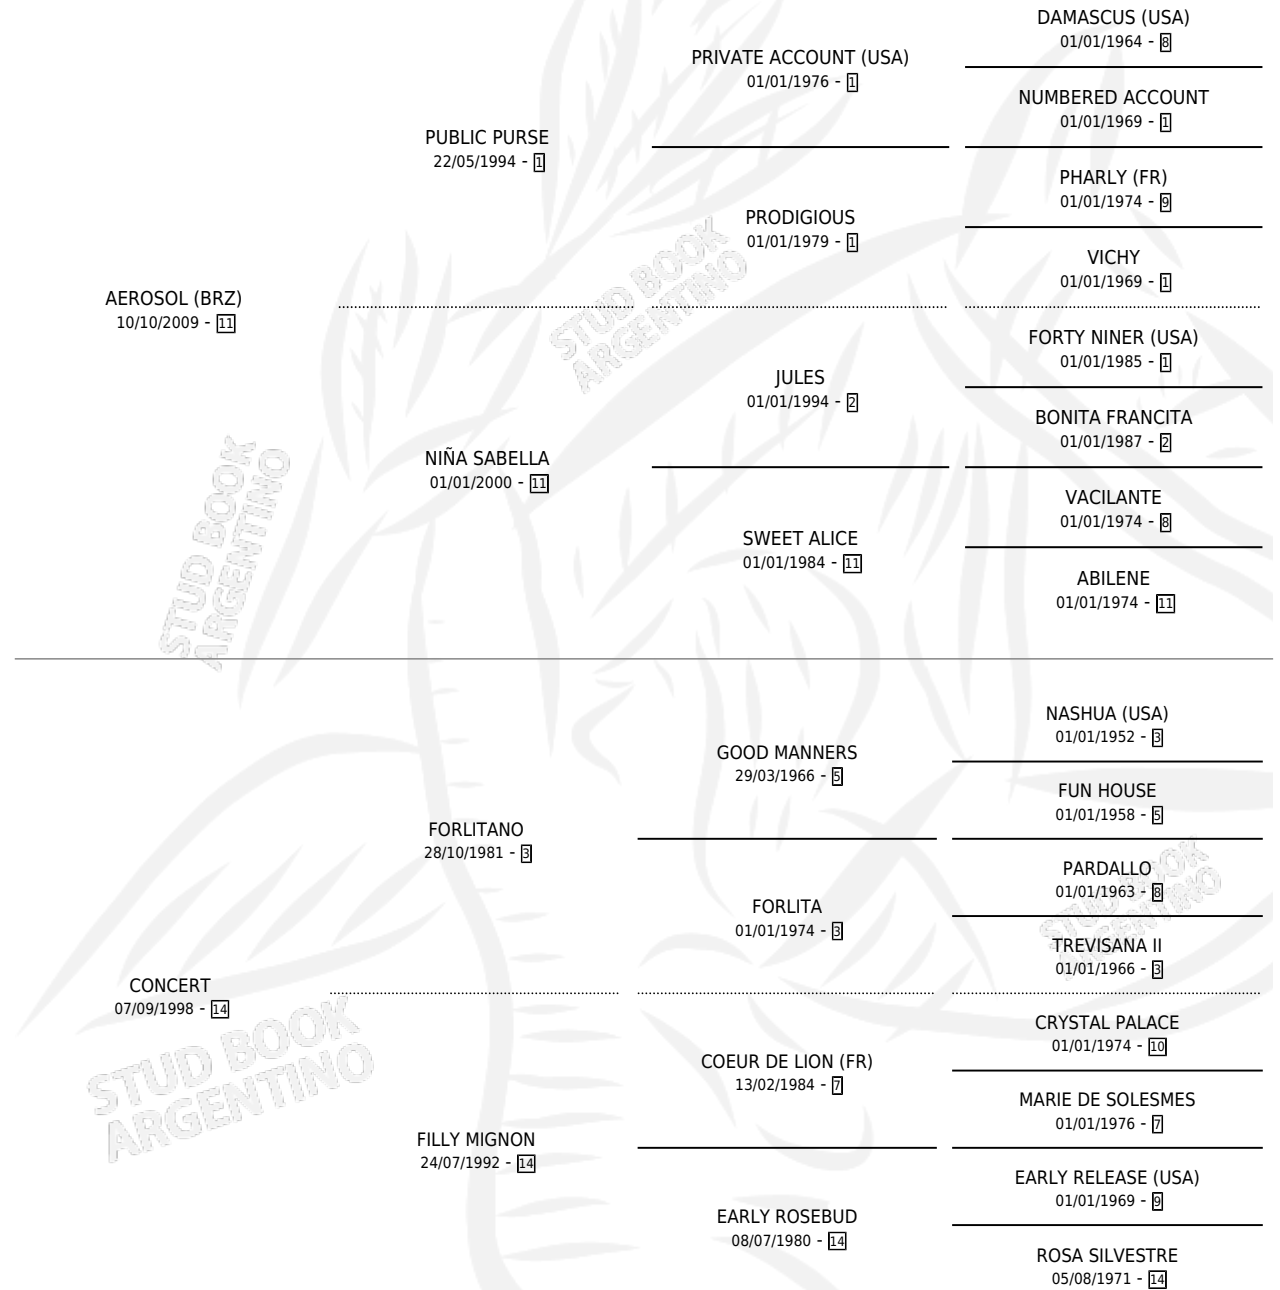 DAMASCUS (USA)
01/01/1964 - 8
PRIVATE ACCOUNT (USA)
01/01/1976 - 1
NUMBERED ACCOUNT
01/01/1969 - 1
PUBLIC PURSE
22/05/1994 - 1
PHARLY (FR)
01/01/1974 - 9
PRODIGIOUS
01/01/1979 - 1
VICHY
01/01/1969 - 1
AEROSOL (BRZ)
10/10/2009 - 11
STUD BOOK
ARGENTINO
FORTY NINER (USA)
01/01/1985 - 1
JULES
01/01/1994 - 2
BONITA FRANCITA
01/01/1987 - 2
NIÑA SABELLA
01/01/2000 - 11
VACILANTE
01/01/1974 - 8
SWEET ALICE
01/01/1984 - 11
ABILENE
01/01/1974 - 11
STUD BOOK
ARGENTINO
NASHUA (USA)
01/01/1952 - 3
GOOD MANNERS
29/03/1966 - 5
FUN HOUSE
01/01/1958 - 5
FORLITANO
28/10/1981 - 3
PARDALLO
01/01/1963 - 8
FORLITA
01/01/1974 - 3
TREVISANA II
01/01/1966 - 3
STUD BOOK
ARGENTINO
CONCERT
07/09/1998 - 14
CRYSTAL PALACE
01/01/1974 - 10
COEUR DE LION (FR)
13/02/1984 - 7
MARIE DE SOLESMES
01/01/1976 - 7
STUD BOOK
ARGENTINO
FILLY MIGNON
24/07/1992 - 14
EARLY RELEASE (USA)
01/01/1969 - 9
EARLY ROSEBUD
08/07/1980 - 14
ROSA SILVESTRE
05/08/1971 - 14